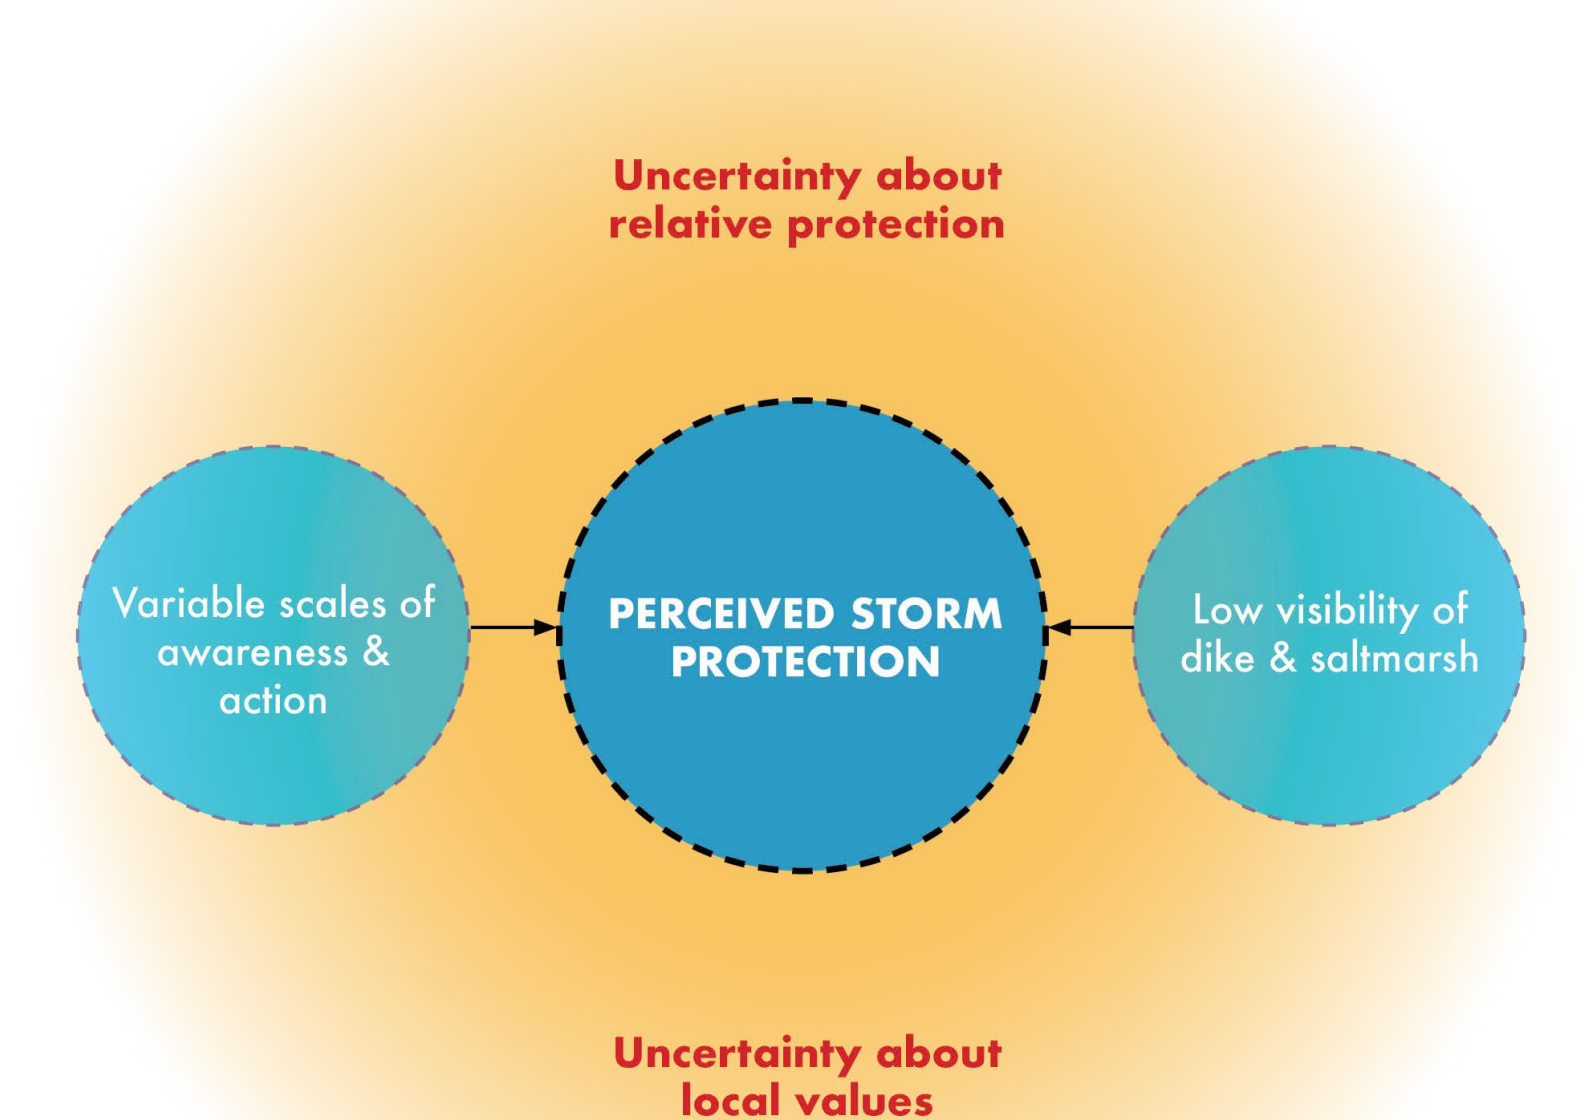 Uncertainty about
relative protection
Variable scales of
awareness &
action
PERCEIVED STORM
PROTECTION
Low visibility of
dike & saltmarsh
Uncertainty about
local values